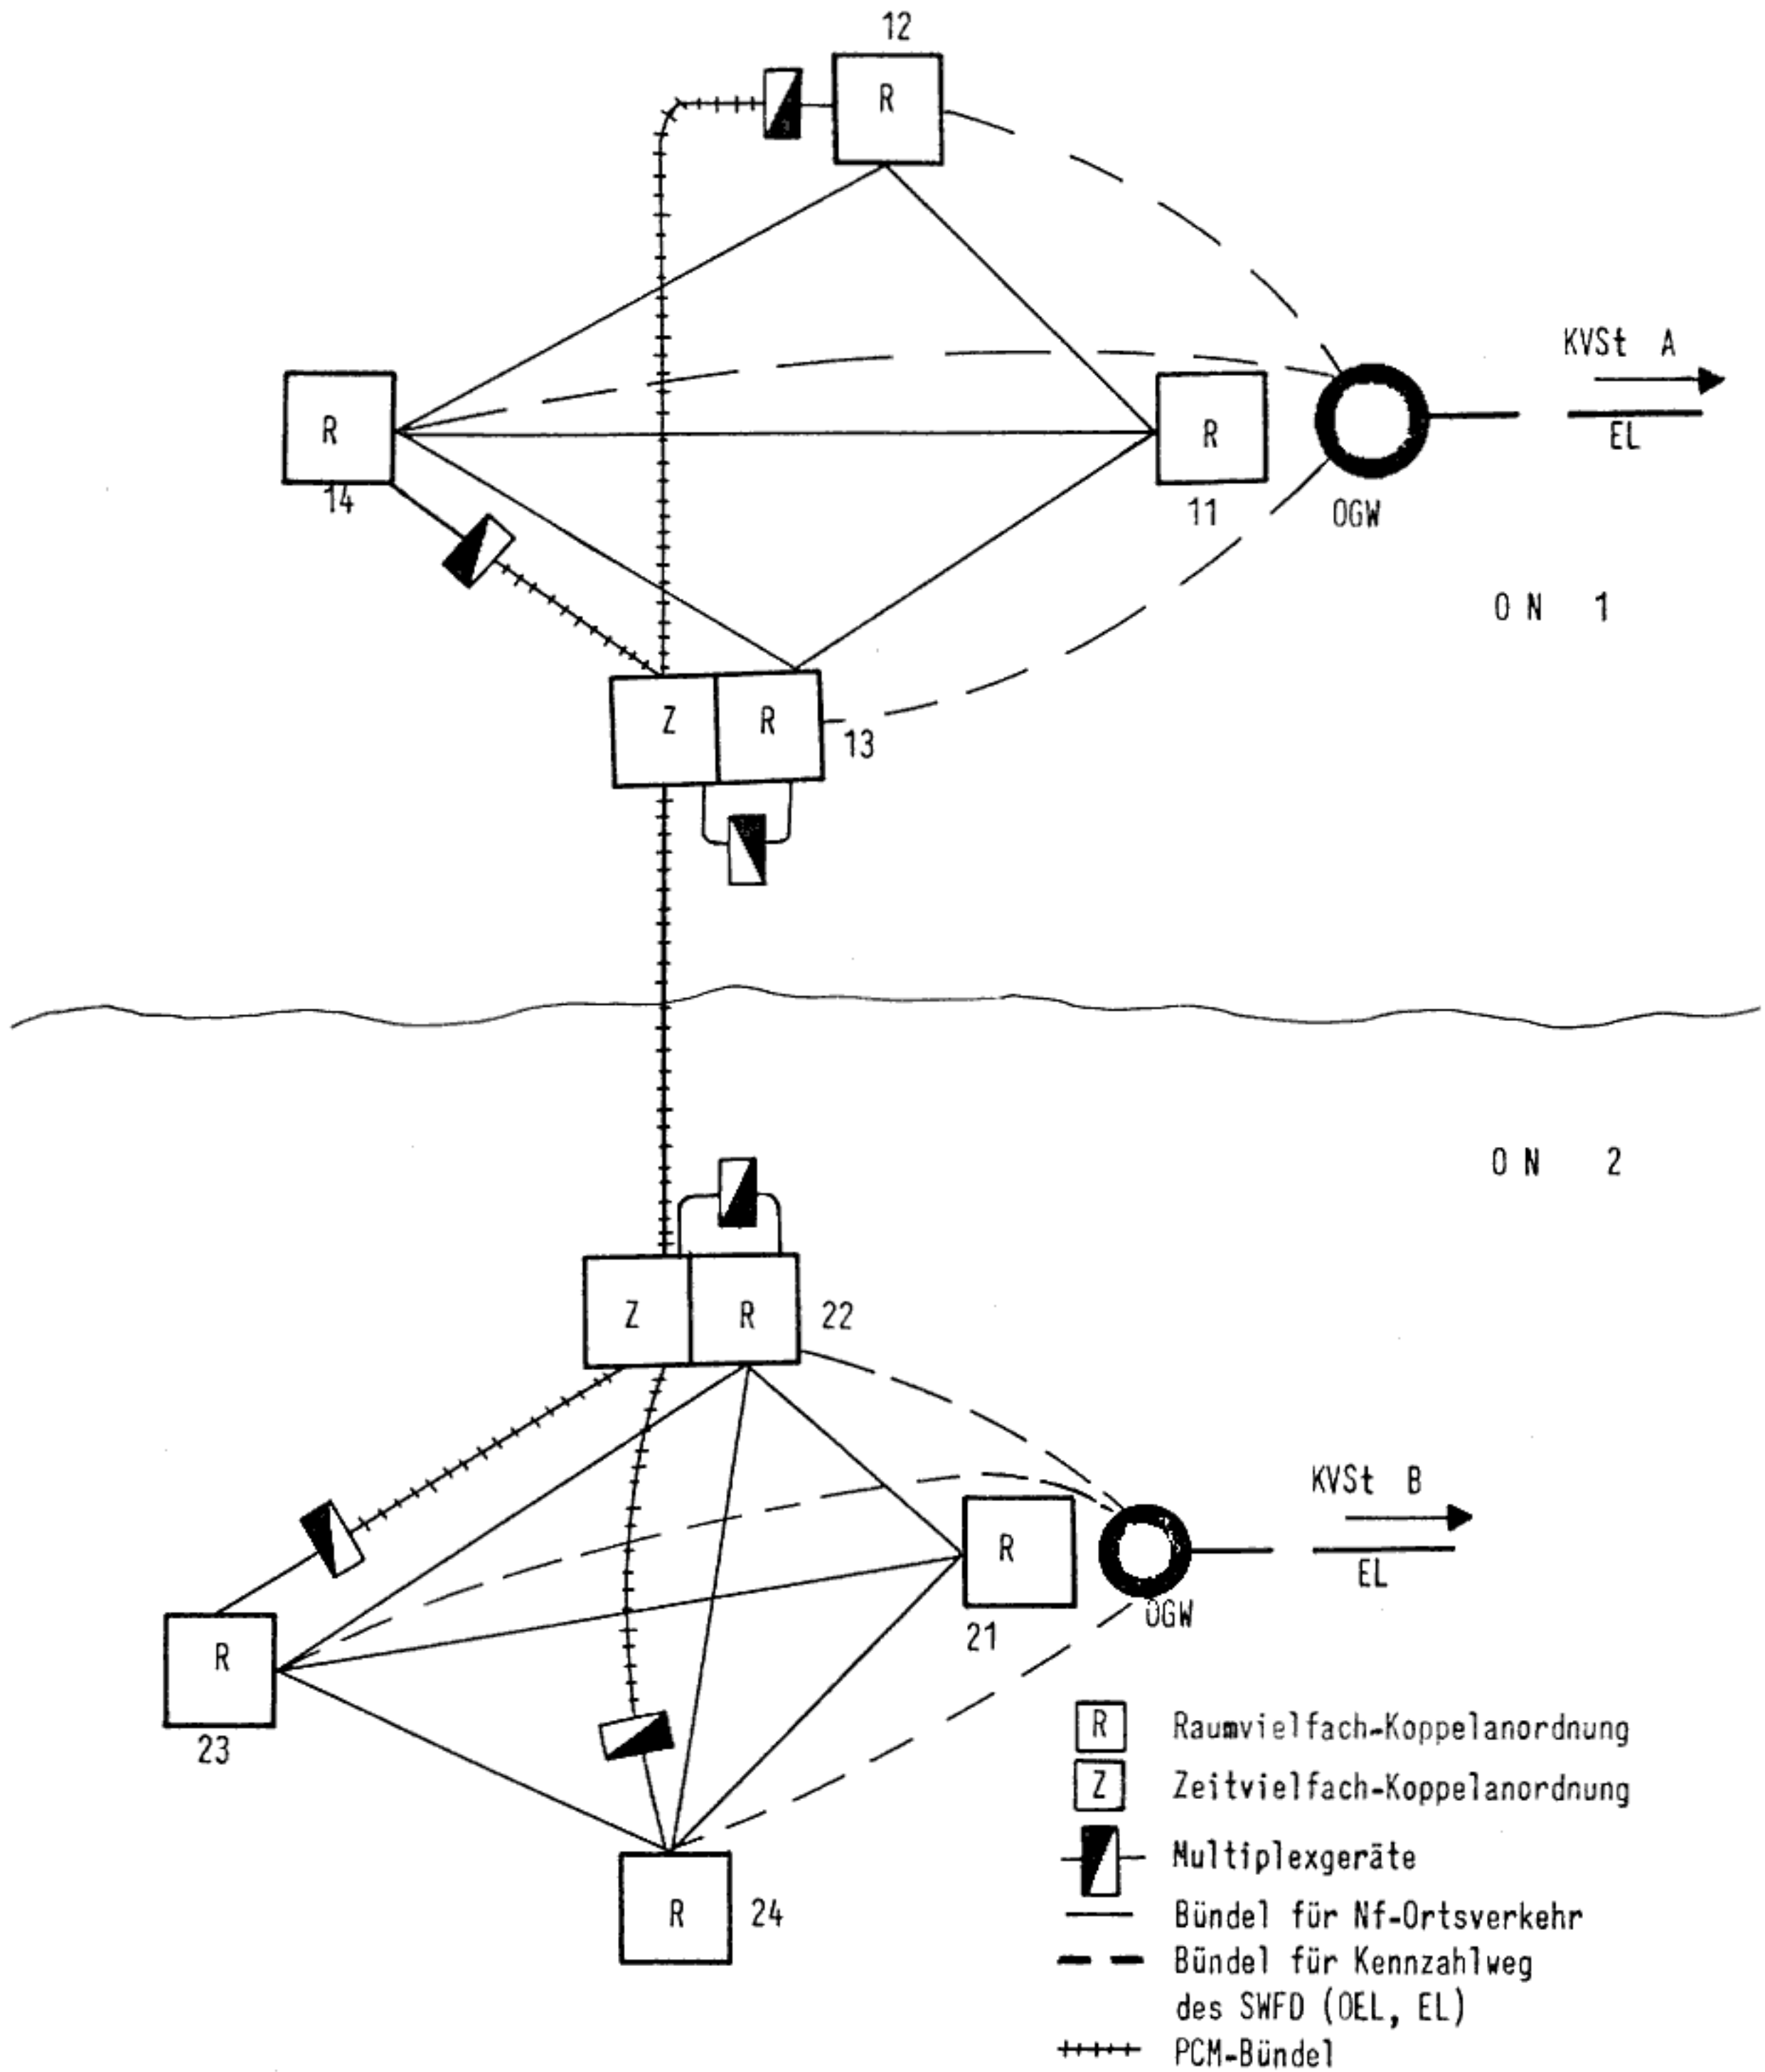 12
R
KVSt A
R
R
EL
14
11
OGW
ON 1
Z
R
13
ON 2
Z
R
22
KVSt B
R
EL
OGW
21
R
23
R
24
R Raumvielfach-Koppelanordnung
Z Zeitvielfach-Koppelanordnung
Multiplexgeräte
Bündel für Nf-Ortsverkehr
Bündel für Kennzahlweg
des SWFD (OEL, EL)
PCM-Bündel